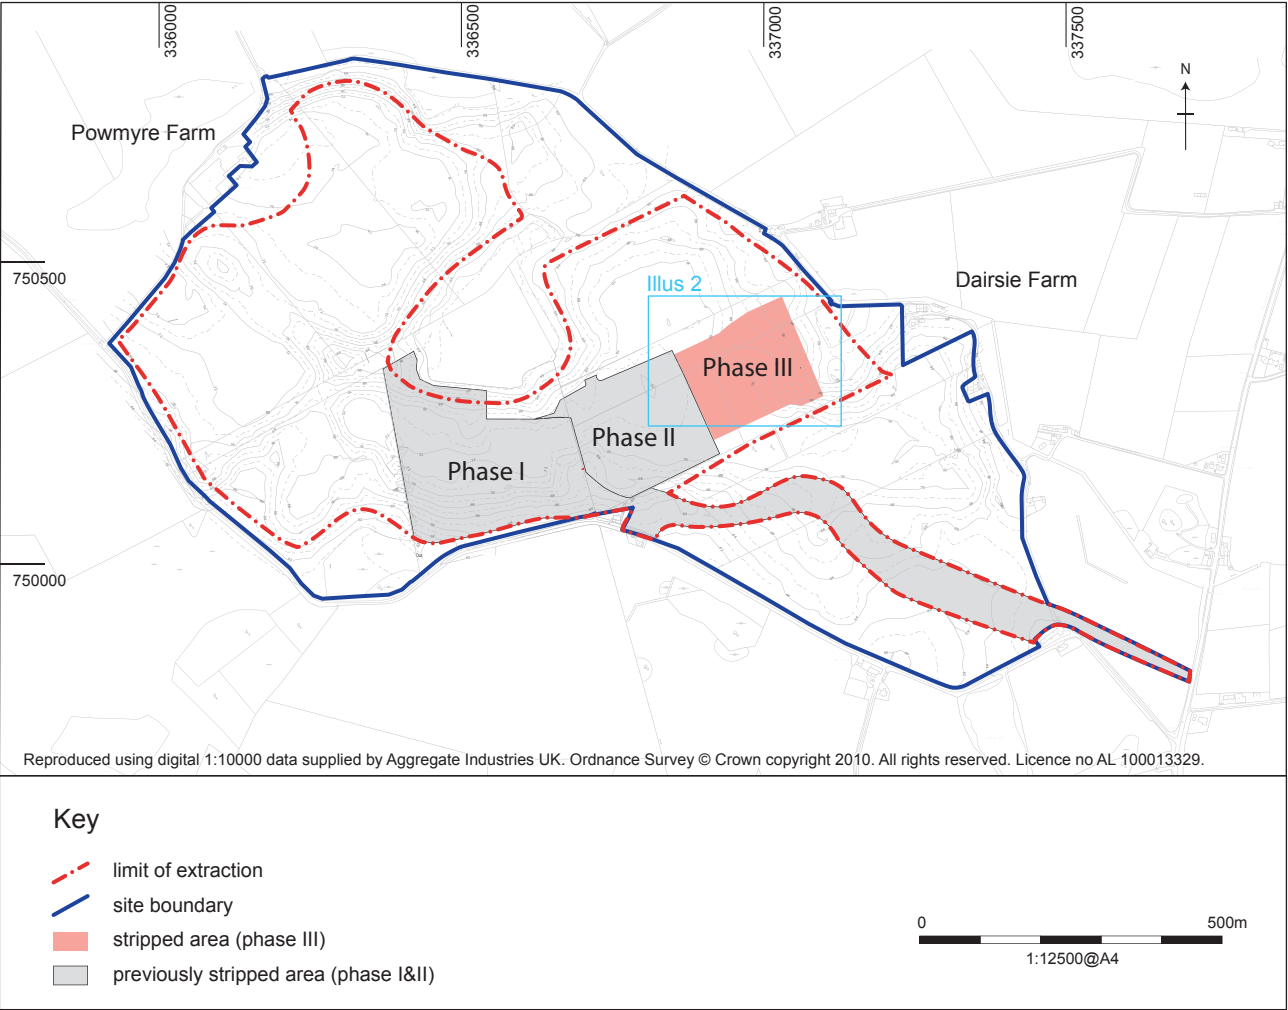 336000
336500
337000
337500
N
Powmyre Farm
750500
Dairsie Farm
Illus 2
Phase III
Phase II
Phase I
750000
Reproduced using digital 1:10000 data supplied by Aggregate Industries UK. Ordnance Survey © Crown copyright 2010. All rights reserved. Licence no AL 100013329.
Key
limit of extraction
site boundary
stripped area (phase III)
previously stripped area (phase I&II)
0 500m
1:12500@A4